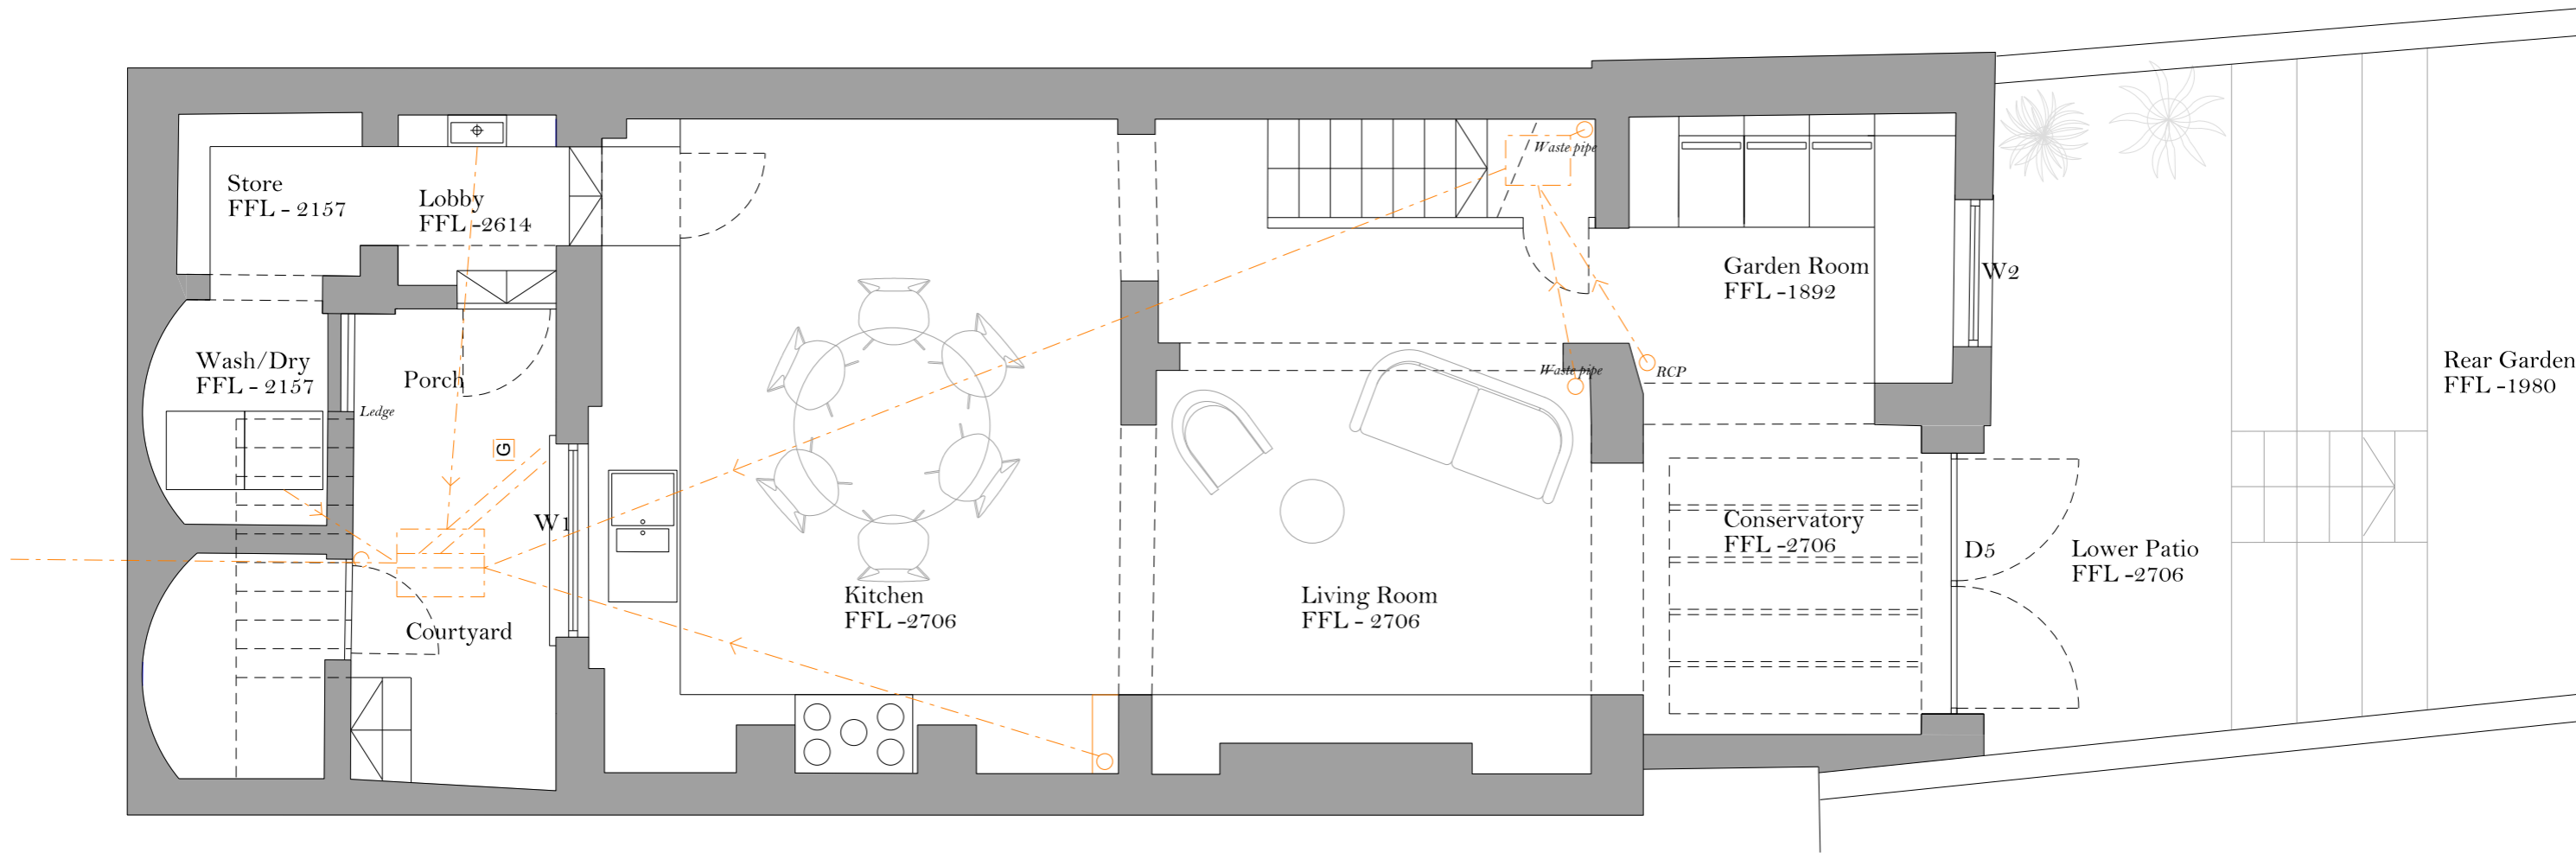 Store
FFL - 2157
Lobby
FFL -2614
Waste pipe
Garden Room
FFL -1892
W2
Wash/Dry
FFL - 2157
Porch
Ledge
Waste pipe
RCP
Rear Garden
FFL -1980
G
W1
Conservatory
FFL -2706
D5
Lower Patio
FFL -2706
Courtyard
Kitchen
FFL -2706
Living Room
FFL - 2706